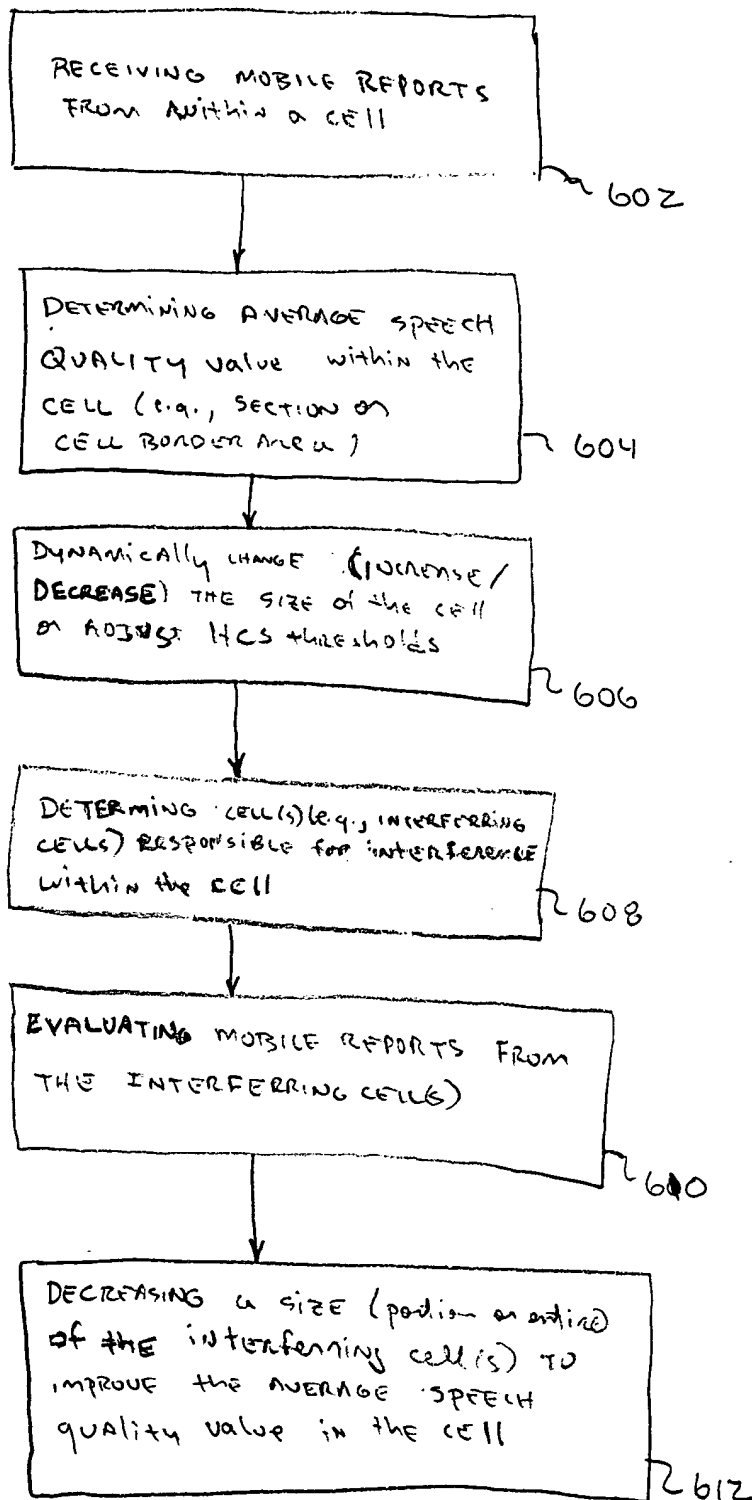 RECEIVING MOBILE REPORTS
FROM within a CELL
602
DETERMINING AVERAGE SPEECH
QUALITY value within the
CELL (e.g., SECTION or
CELL BORDER AREA)
604
DYNAMICALLY CHANGE (INCREASE/
DECREASE) THE SIZE of the CELL
or ADJUST HCS thresholds
606
DETERMING CELL(s) (e.g., INTERFERRING
CELLS) RESPONSIBLE for INTERFERENCE
within the CELL
608
EVALUATING MOBILE REPORTS FROM
THE INTERFERRING CELL(S)
610
DECREASING a SIZE (portion or entire)
of the interferring cell(s) TO
IMPROVE the AVERAGE SPEECH
quality value in the CELL
612